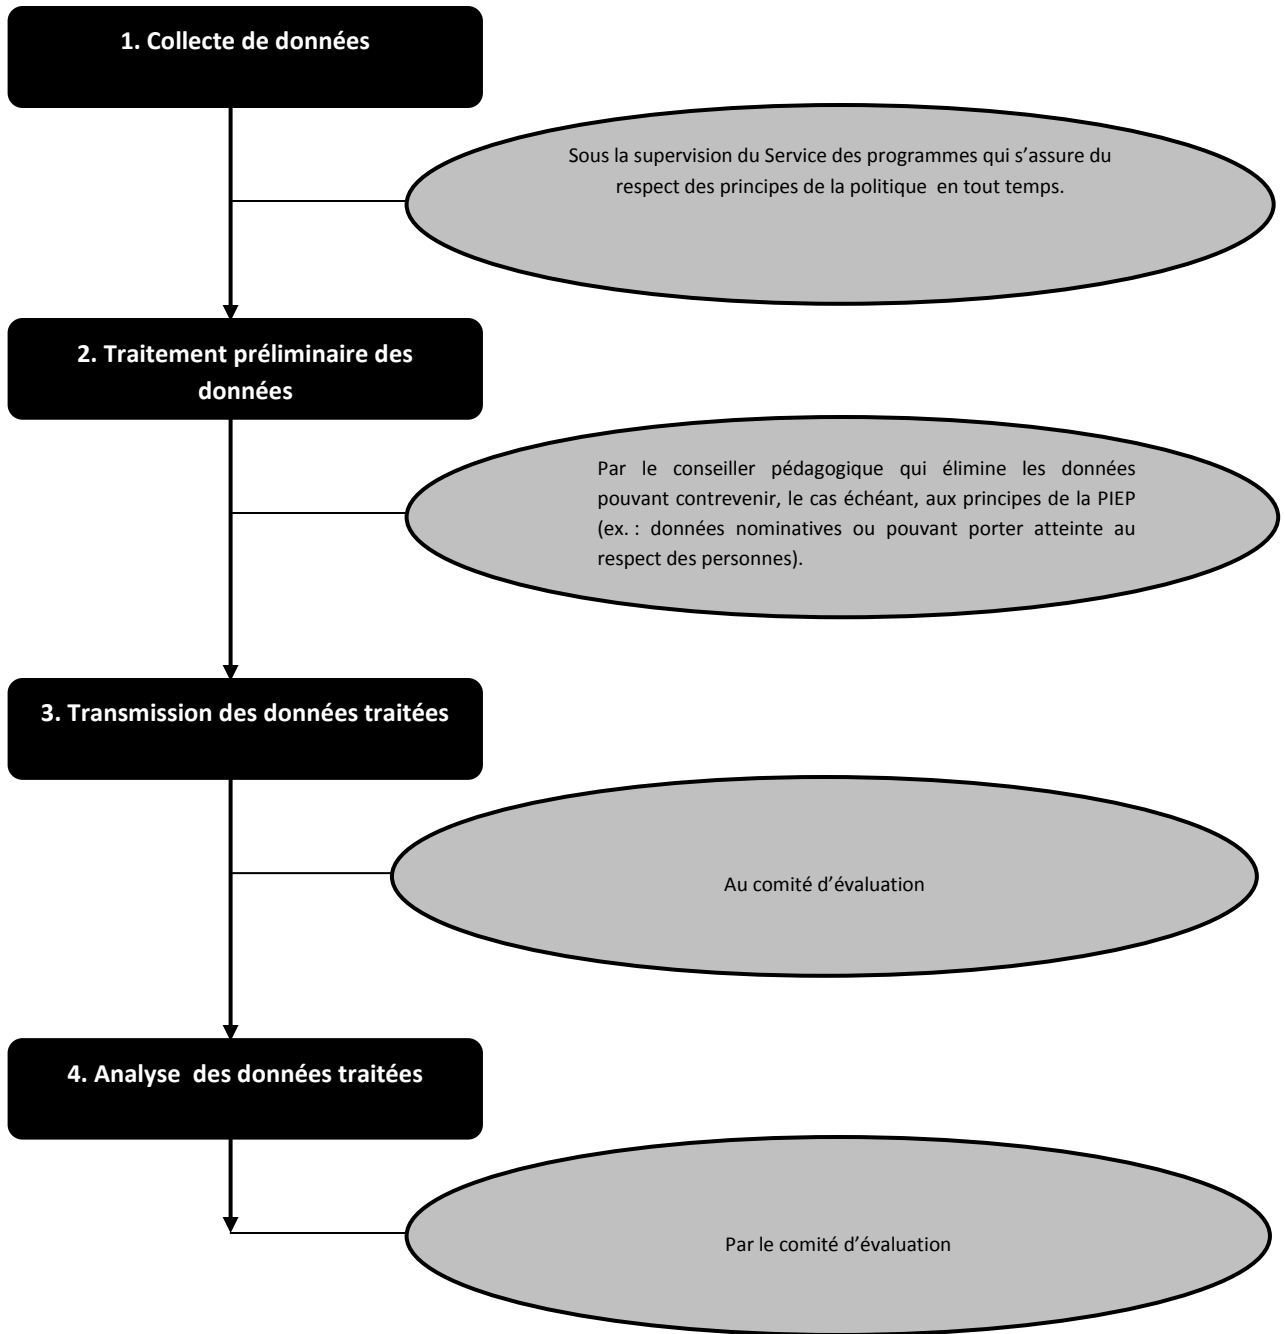 1. Collecte de données
Sous la supervision du Service des programmes qui s’assure du
respect des principes de la politique en tout temps.
2. Traitement préliminaire des
données
Par le conseiller pédagogique qui élimine les données
pouvant contrevenir, le cas échéant, aux principes de la PIEP
(ex. : données nominatives ou pouvant porter atteinte au
respect des personnes).
3. Transmission des données traitées
Au comité d’évaluation
4. Analyse des données traitées
Par le comité d’évaluation